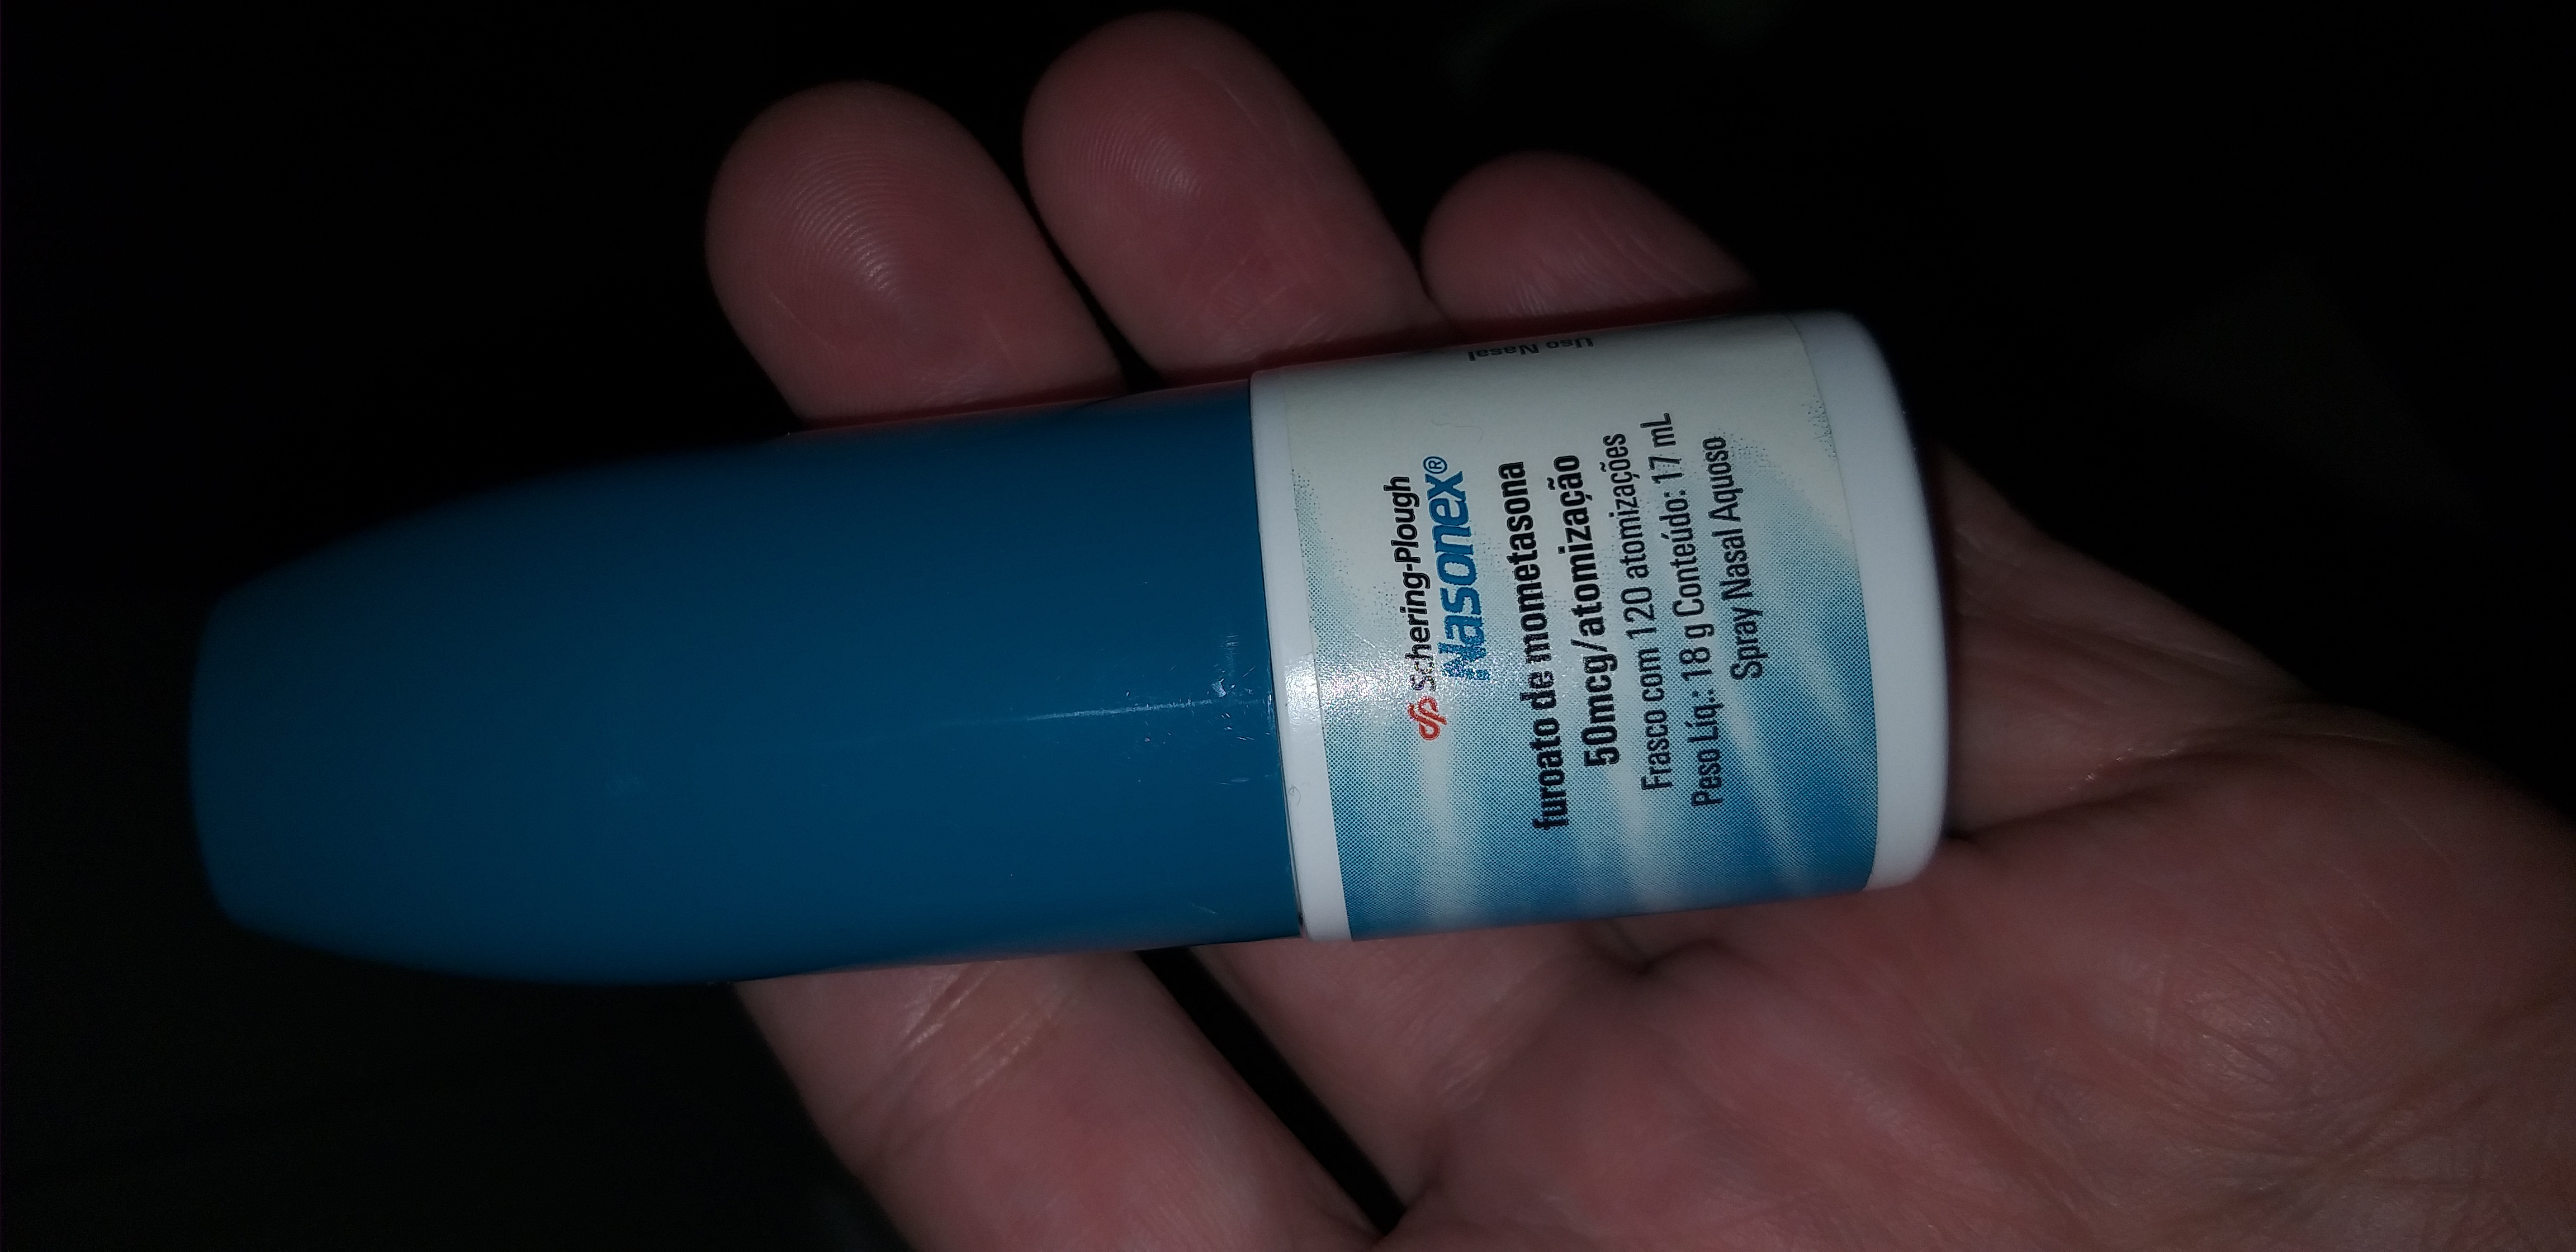 Schering-Plough
Nasonex®
furoato de mometasona
50mcg/atomização
Frasco com 120 atomizações
Peso Líq.: 18 g Conteúdo: 17 mL
Spray Nasal Aquoso
Uso Nasal